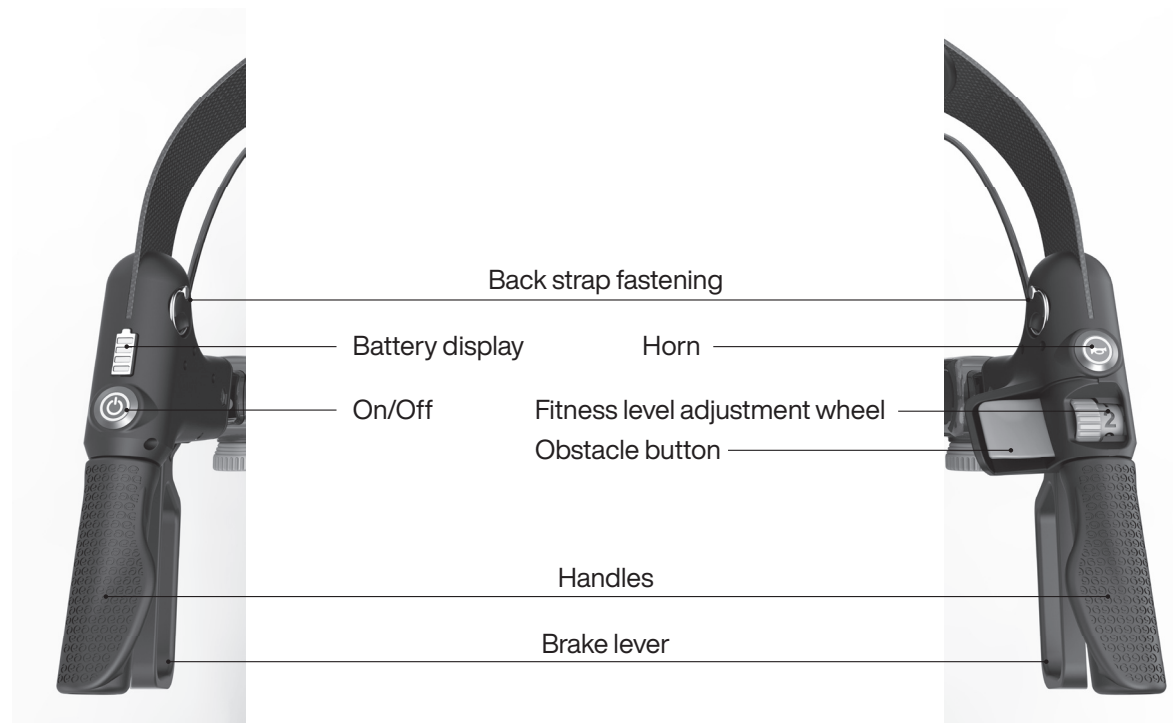 Back strap fastening
Battery display
Horn
On/Off
Fitness level adjustment wheel
2
Obstacle button
Handles
Brake lever